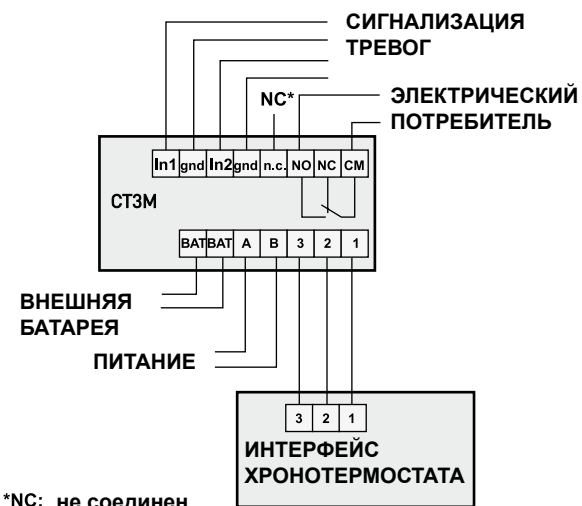 СИГНАЛИЗАЦИЯ
ТРЕВОГ
NC*
ЭЛЕКТРИЧЕСКИЙ
ПОТРЕБИТЕЛЬ
In1 gnd In2 gnd n.c. NO NC CM
CT3M
BAT BAT A B 3 2 1
ВНЕШНЯЯ
БАТАРЕЯ
ПИТАНИЕ
3 2 1
ИНТЕРФЕЙС
ХРОНОТЕРМОСТАТА
*NC: не соединен